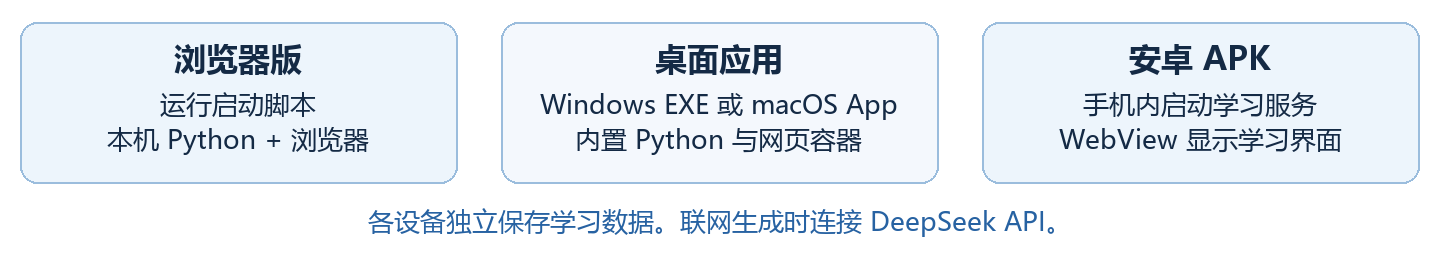 浏览器版
运行启动脚本
本机 Python + 浏览器
桌面应用
Windows EXE 或 macOS App
内置 Python 与网页容器
安卓 APK
手机内启动学习服务
WebView 显示学习界面
各设备独立保存学习数据。联网生成时连接 DeepSeek API。